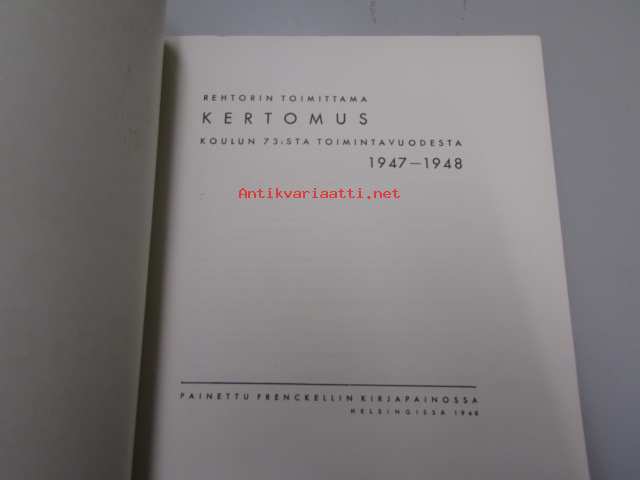 REHTORIN TOIMITTAMA
KERTOMUS
KOULUN 73:STA TOIMINTAVUODESTA
1947—1948
Antikvariaatti.net
PAINETTU FRENCKELLIN KIRJAPAINOSSA
HELSINGISSÄ 1948